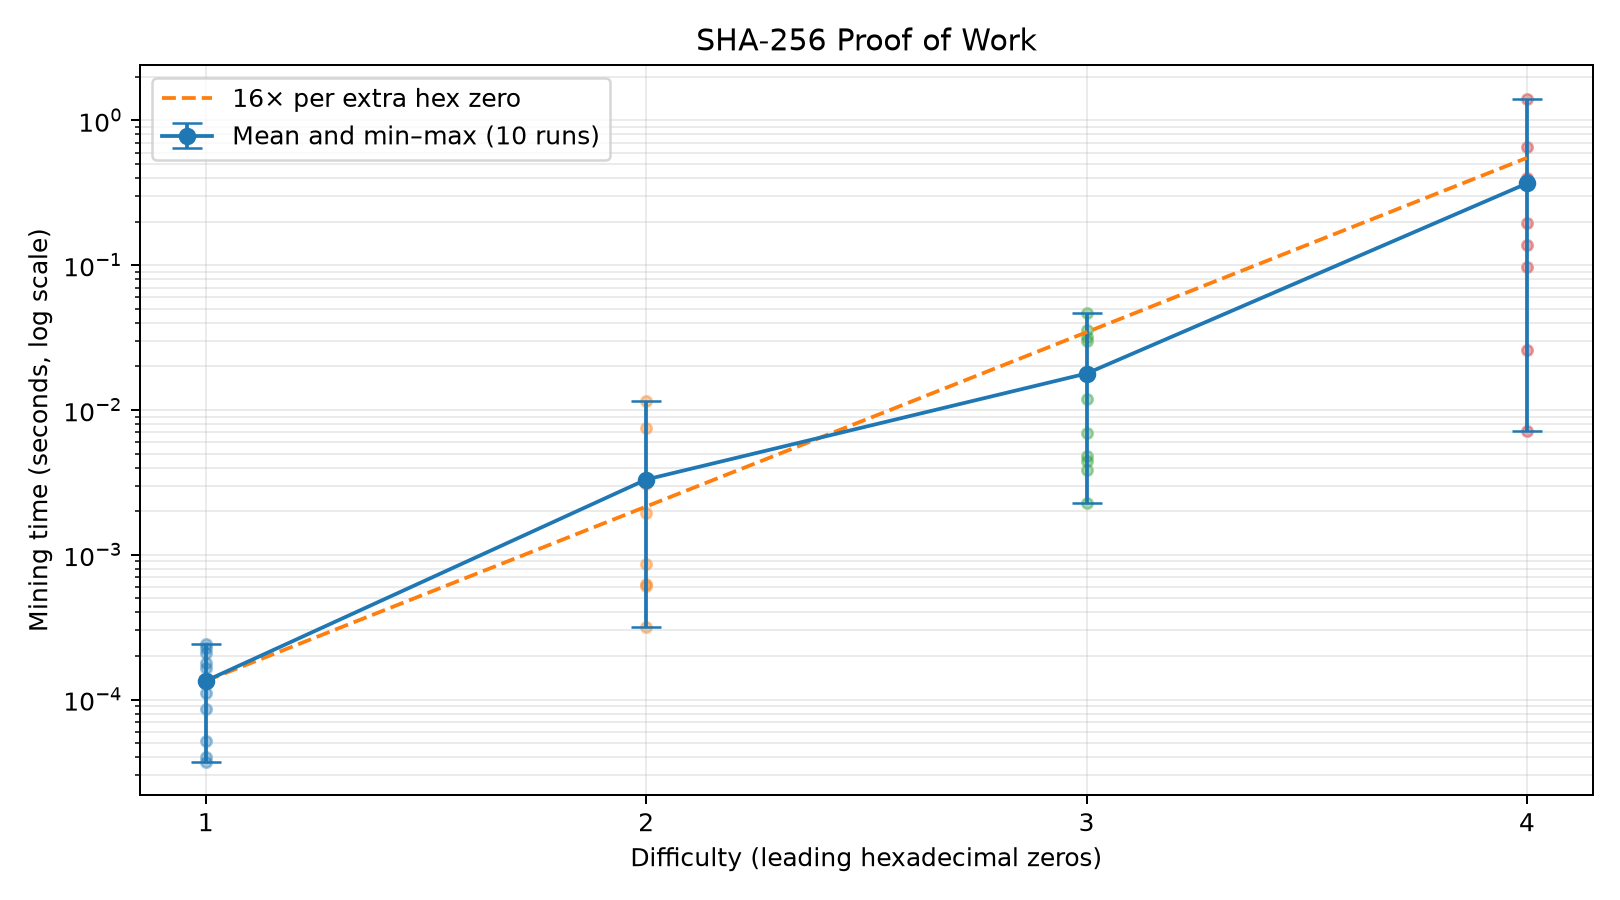 SHA-256 Proof of Work
16× per extra hex zero
Mean and min–max (10 runs)
Mining time (seconds, log scale)
10⁰
10⁻¹
10⁻²
10⁻³
10⁻⁴
1 2 3 4
Difficulty (leading hexadecimal zeros)